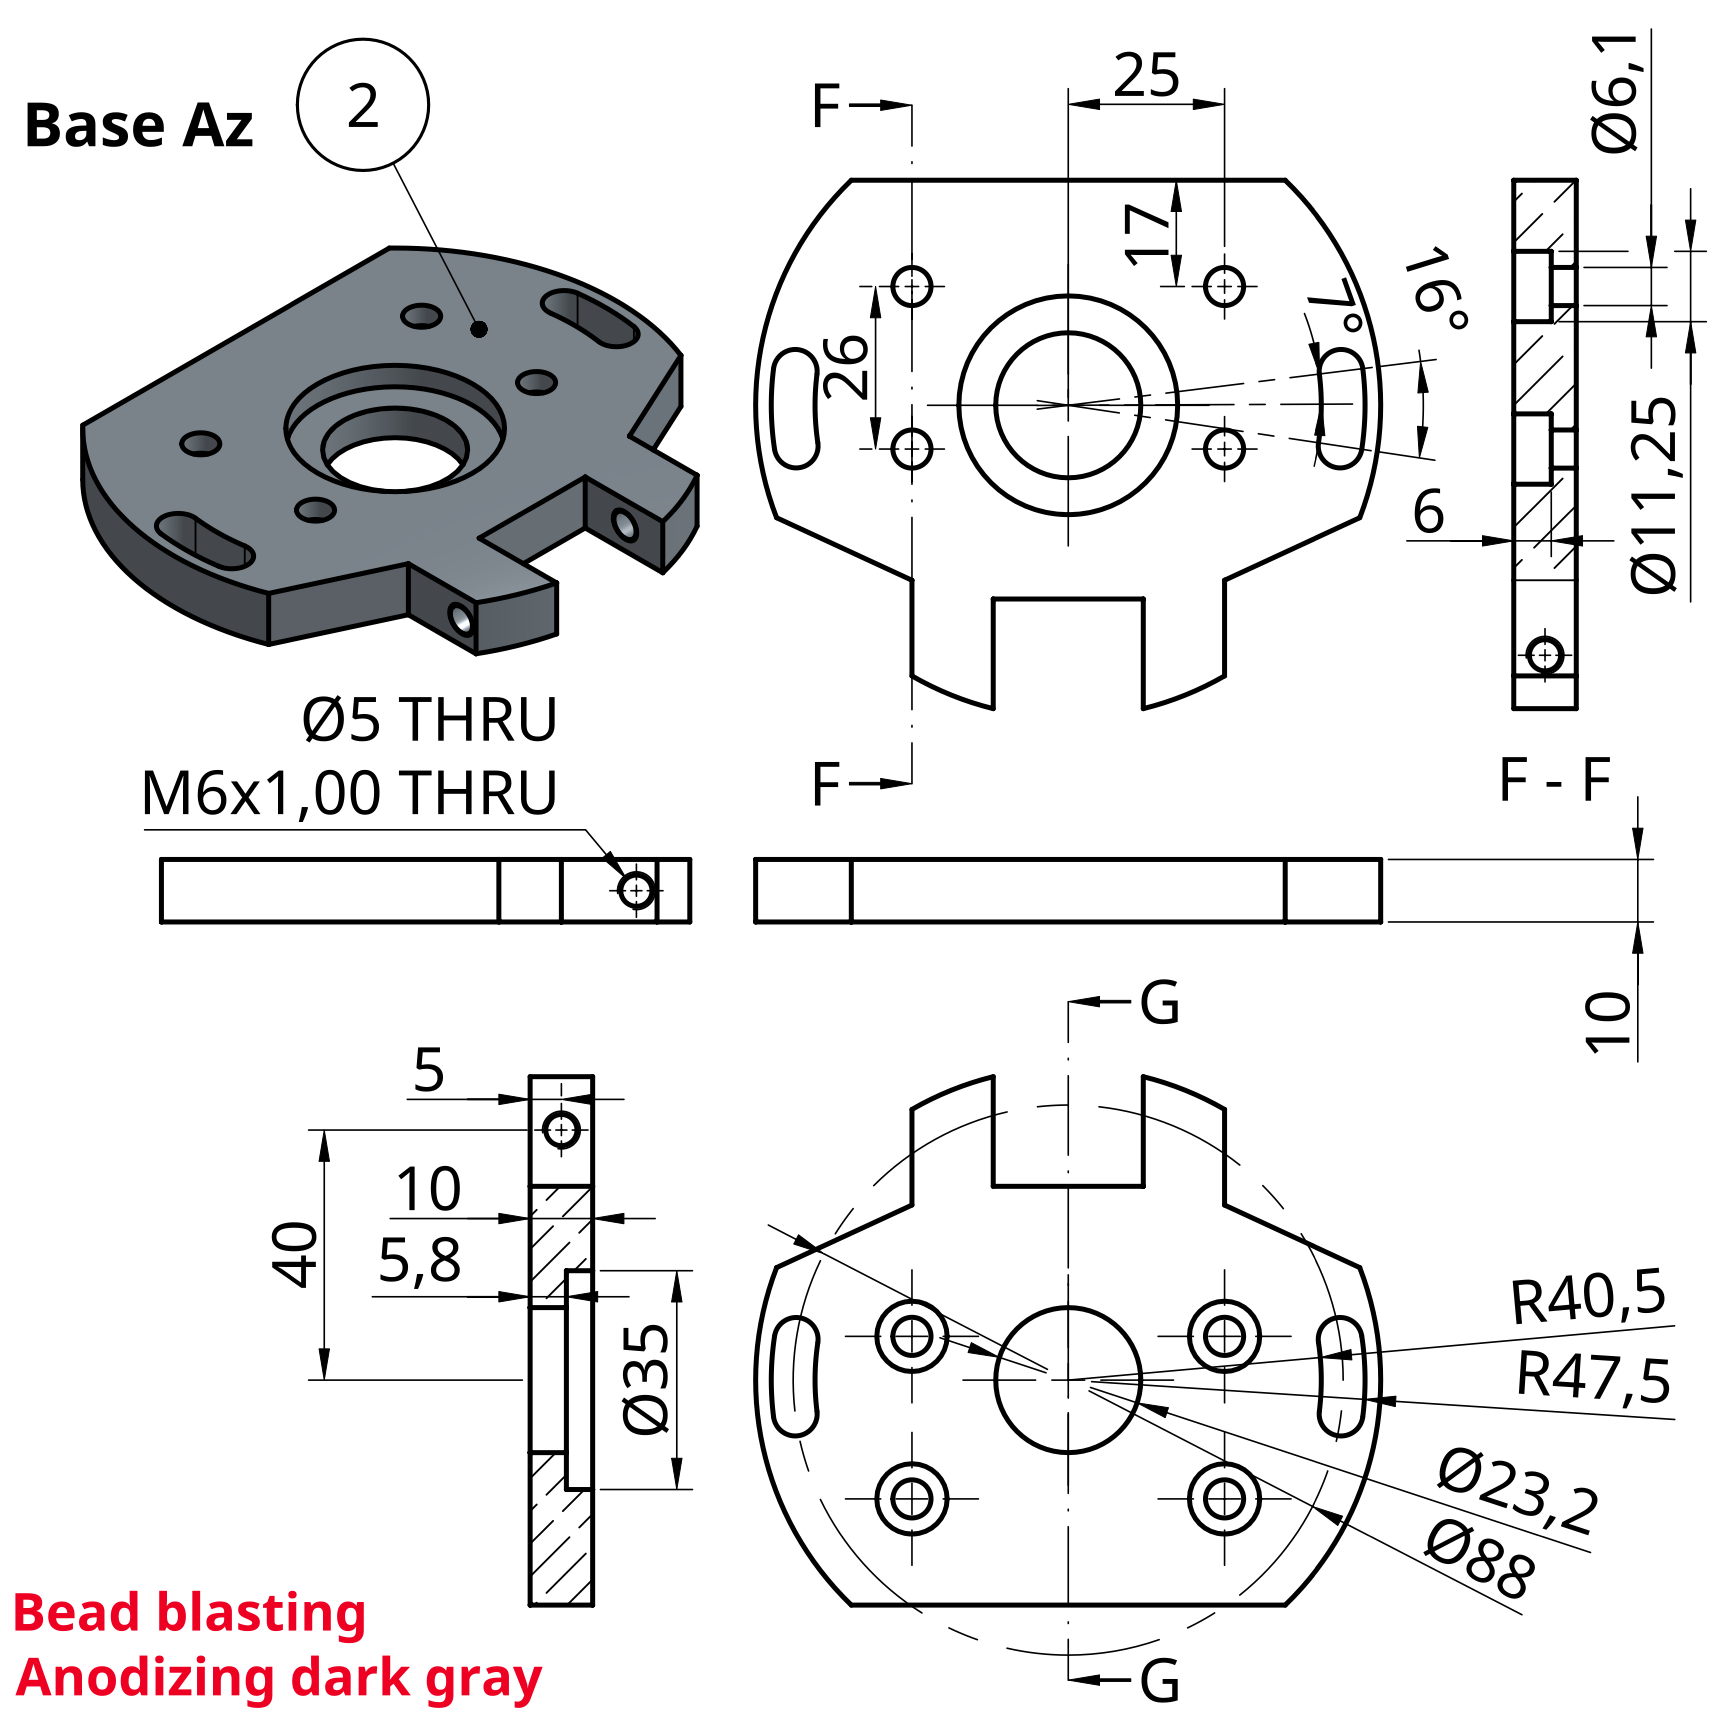 Base Az
2
F
25
Ø6,1
17
7°
16°
26
6
Ø11,25
F
F - F
Ø5 THRU
M6x1,00 THRU
10
G
5
10
5,8
40
Ø35
R40,5
R47,5
Ø23,2
Ø88
G
Bead blasting
Anodizing dark gray